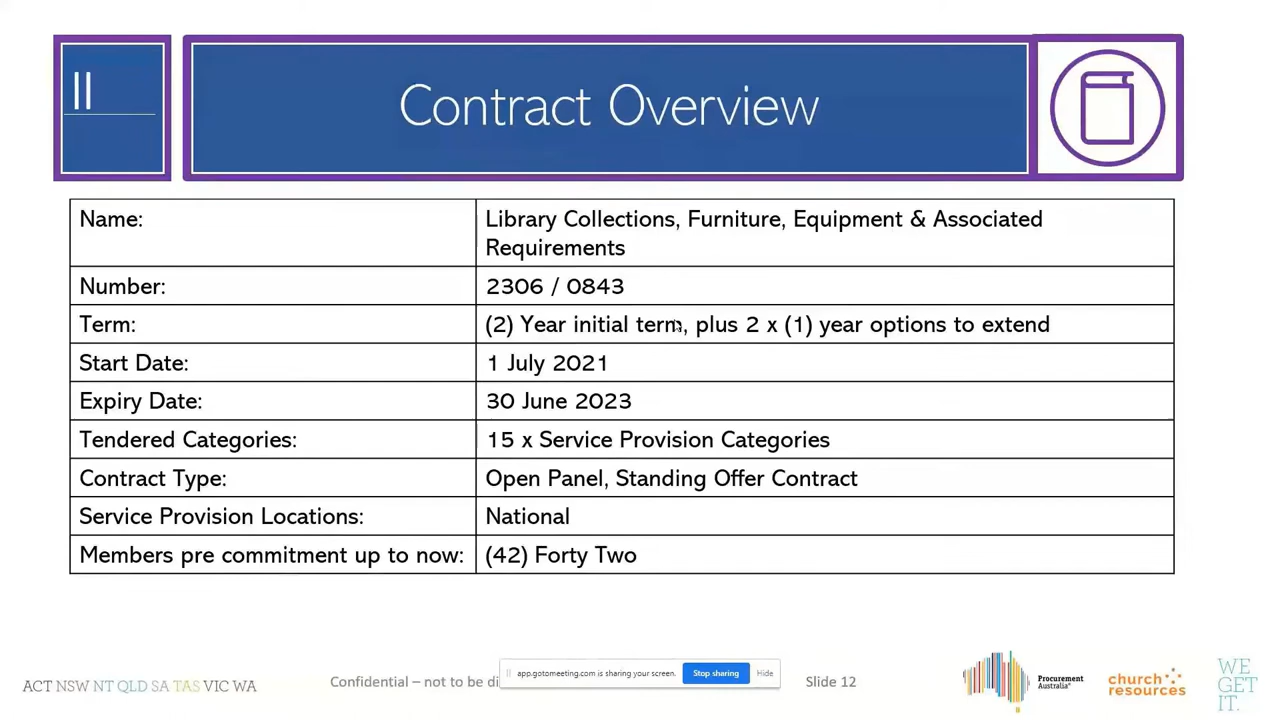 II
Contract Overview
Name:
Library Collections, Furniture, Equipment & Associated
Requirements
Number:
2306 / 0843
Term:
(2) Year initial term, plus 2 x (1) year options to extend
Start Date:
1 July 2021
Expiry Date:
30 June 2023
Tendered Categories:
15 x Service Provision Categories
Contract Type:
Open Panel, Standing Offer Contract
Service Provision Locations:
National
Members pre commitment up to now:
(42) Forty Two
ACT NSW NT QLD SA TAS VIC WA
Confidential – not to be di
app.gotomeeting.com is sharing your screen.
Stop sharing
Hide
Slide 12
Procurement
Australia®
church
resources
WE
GET
IT.